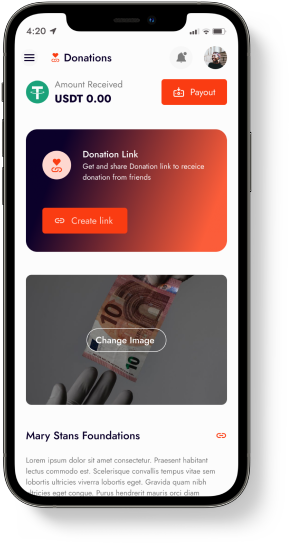 4:20
Donations
Amount Received
USDT 0.00
Payout
Donation Link
Get and share Donation link to receice
donation from friends
Create link
10
Change Image
10
Mary Stans Foundations
Lorem ipsum dolor sit amet consectetur. Praesent habitant
lectus commodo est. Scelerisque convallis tempus vitae sem
lobortis ultricies viverra lobortis eget. Gravida quam nibh
ultricies eget congue. Purus hendrerit mauris orci diam